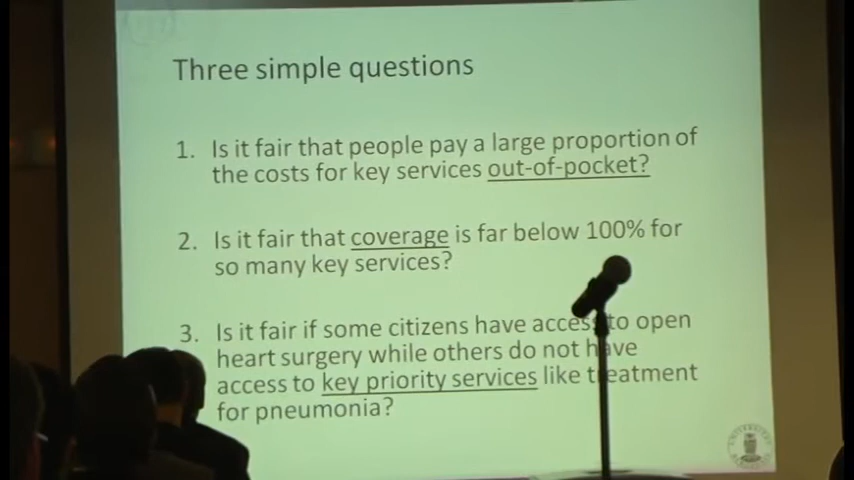 Three simple questions
1. Is it fair that people pay a large proportion of
the costs for key services out-of-pocket?
2. Is it fair that coverage is far below 100% for
so many key services?
3. Is it fair if some citizens have access to open
heart surgery while others do not have
access to key priority services like treatment
for pneumonia?